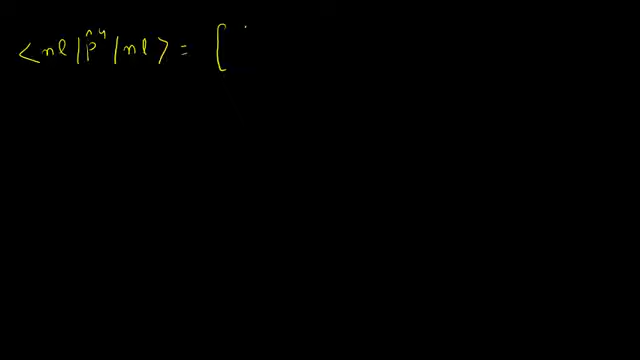 < nl | p̂⁴ | nl > = [